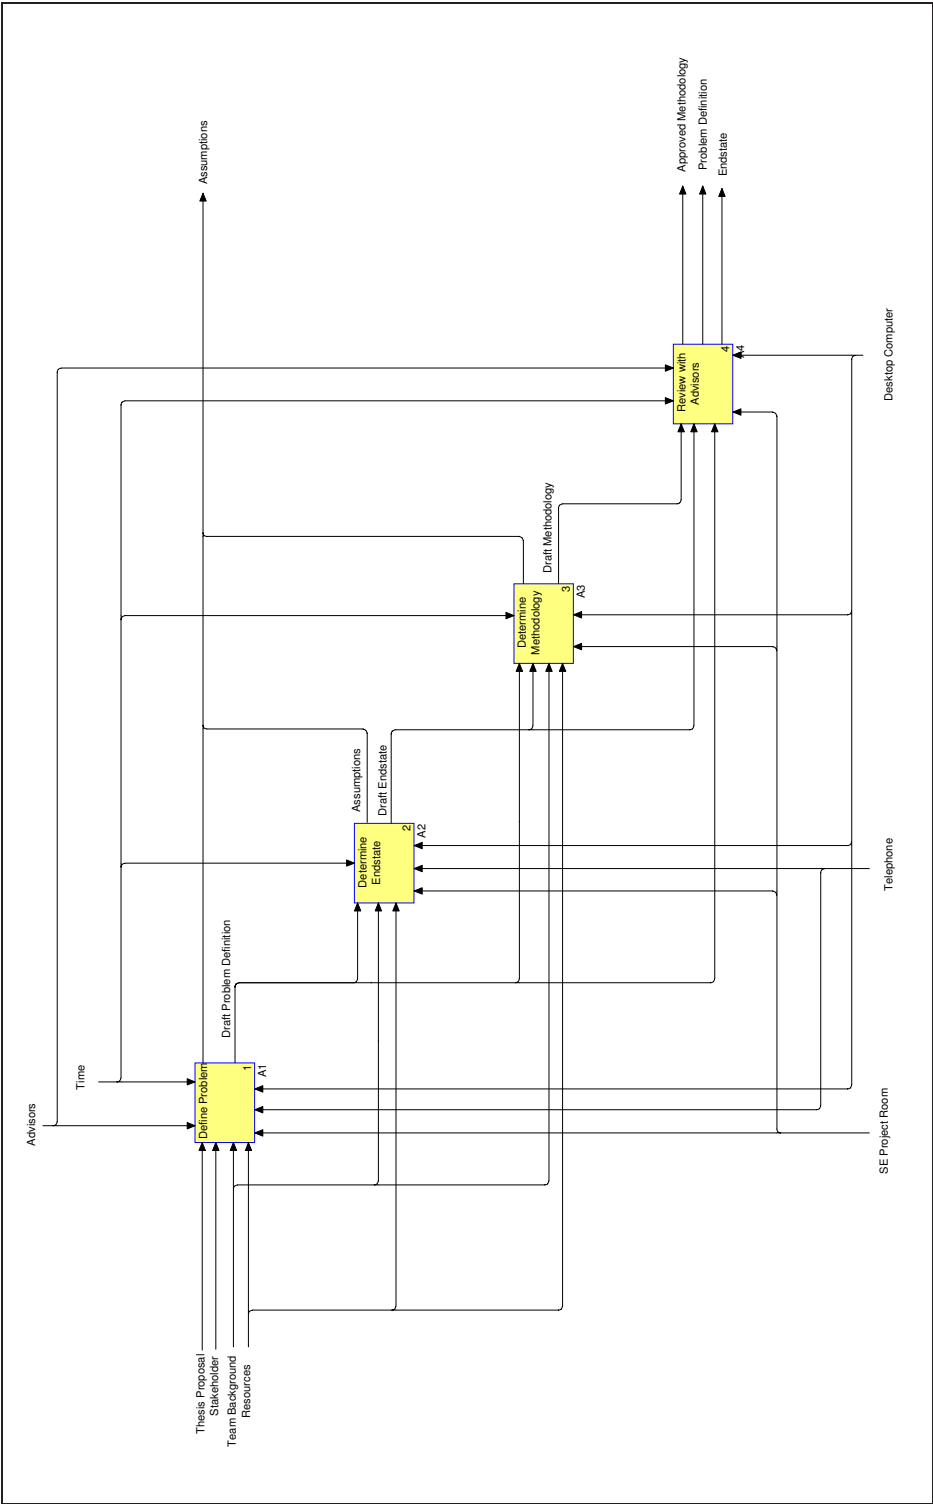 Advisors
Time
Thesis Proposal
Stakeholder
Team Background
Resources
Define Problem
1
A1
Draft Problem Definition
Determine
Endstate
2
A2
Assumptions
Draft Endstate
Determine
Methodology
3
A3
Draft Methodology
Review with
Advisors
4
A4
Assumptions
Approved Methodology
Problem Definition
Endstate
SE Project Room
Telephone
Desktop Computer